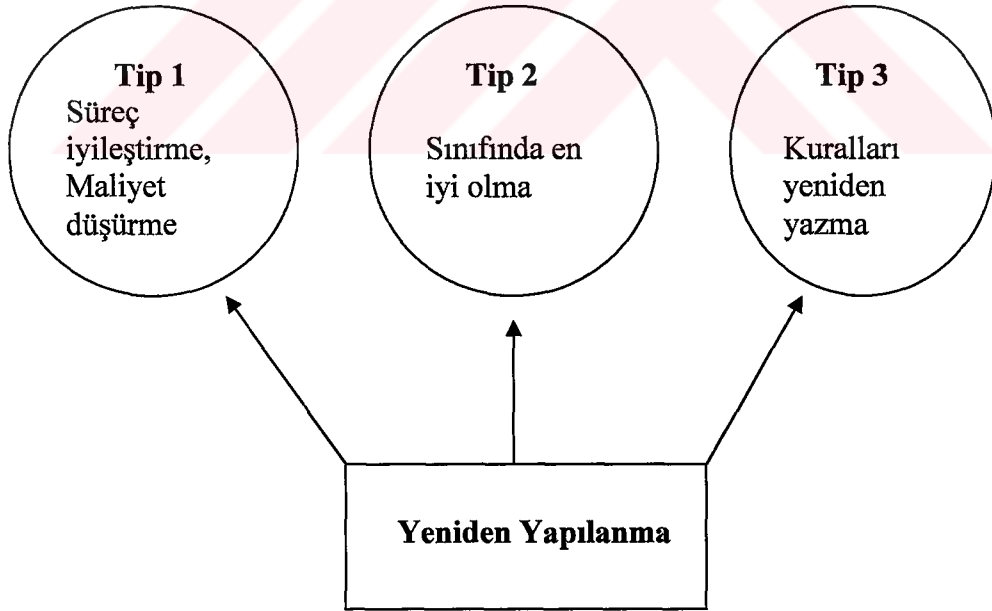 Tip 1
Süreç
iyileştirme,
Maliyet
düşürme
Tip 2
Sınıfında en
iyi olma
Tip 3
Kuralları
yeniden
yazma
Yeniden Yapılanma